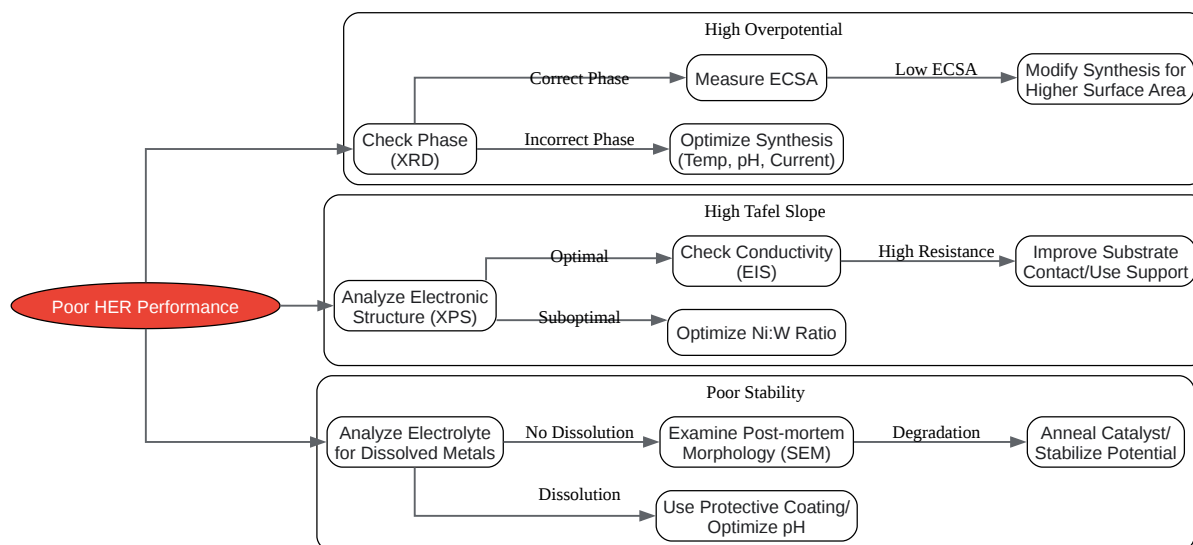 High Overpotential
Correct Phase
Measure ECSA
Low ECSA
Modify Synthesis for
Higher Surface Area
Check Phase
(XRD)
Incorrect Phase
Optimize Synthesis
(Temp, pH, Current)
High Tafel Slope
Optimal
Check Conductivity
(EIS)
High Resistance
Improve Substrate
Contact/Use Support
Poor HER Performance
Analyze Electronic
Structure (XPS)
Suboptimal
Optimize Ni:W Ratio
Poor Stability
Analyze Electrolyte
for Dissolved Metals
No Dissolution
Examine Post-mortem
Morphology (SEM)
Degradation
Anneal Catalyst/
Stabilize Potential
Dissolution
Use Protective Coating/
Optimize pH